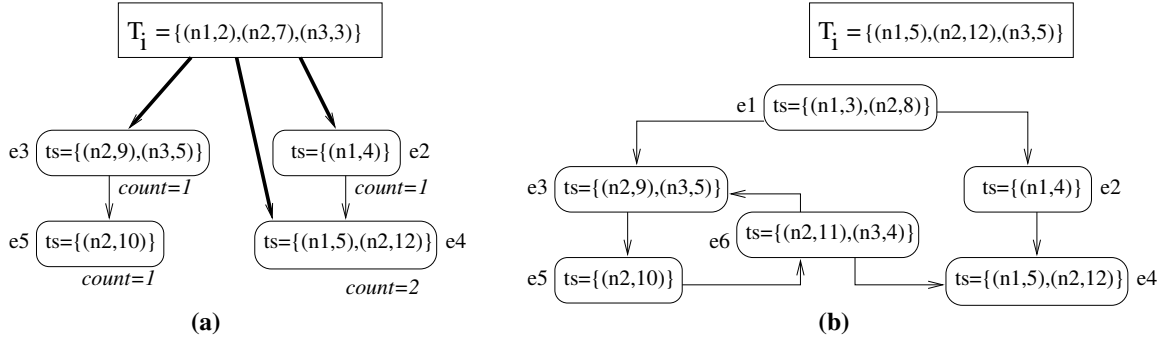 T_i ={(n1,2),(n2,7),(n3,3)}
e3 ts={(n2,9),(n3,5)}
count=1
ts={(n1,4)} e2
count=1
e5 ts={(n2,10)}
count=1
ts={(n1,5),(n2,12)} e4
count=2
(a)
T_i ={(n1,5),(n2,12),(n3,5)}
e1 ts={(n1,3),(n2,8)}
e3 ts={(n2,9),(n3,5)}
ts={(n1,4)} e2
e6 ts={(n2,11),(n3,4)}
e5 ts={(n2,10)}
ts={(n1,5),(n2,12)} e4
(b)